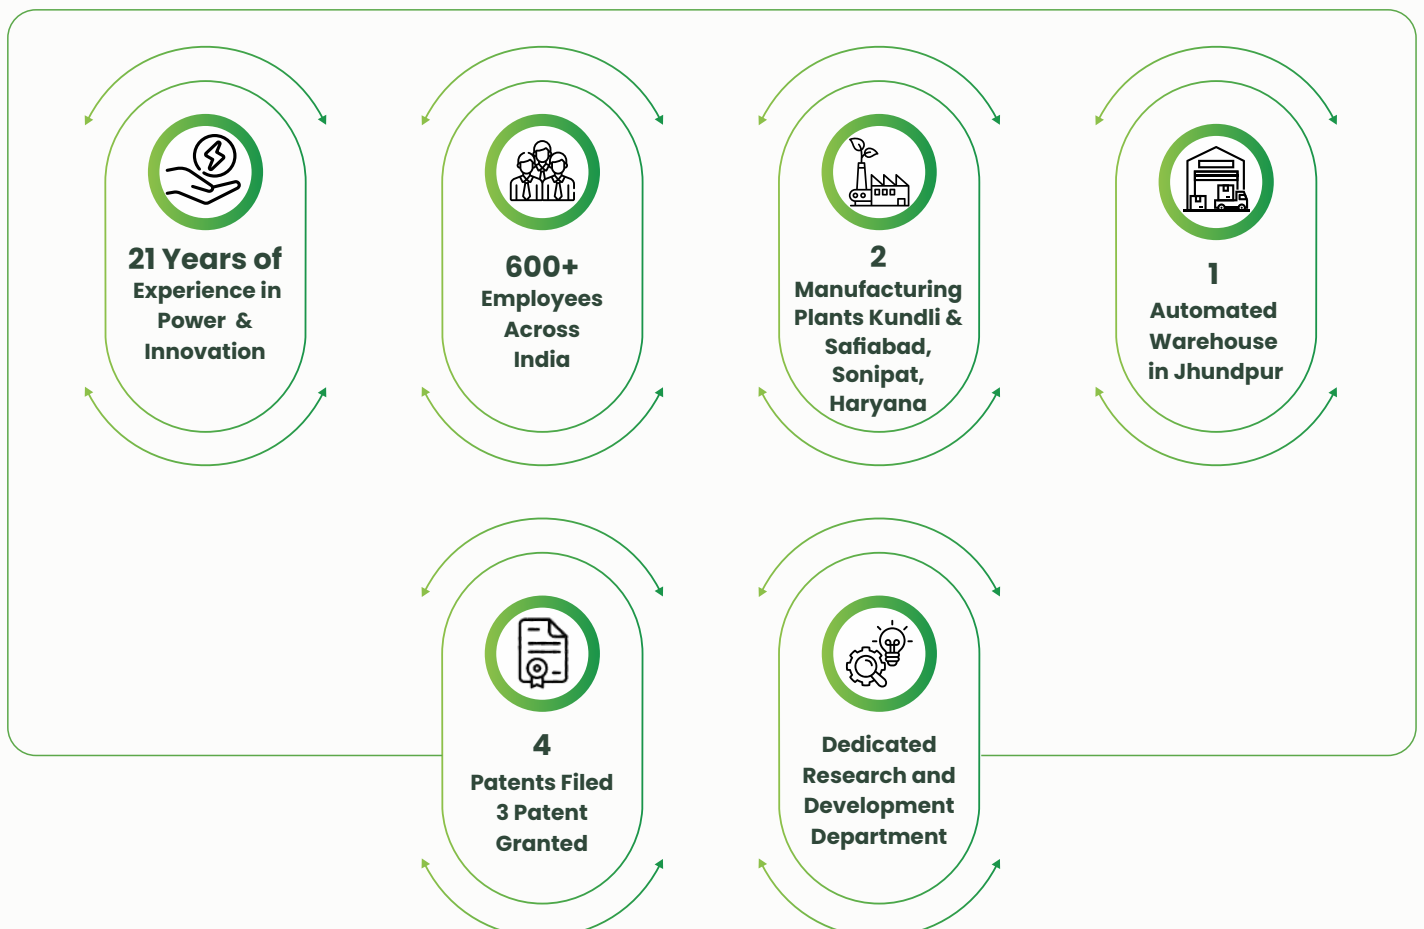 21 Years of
Experience in
Power &
Innovation
600+
Employees
Across
India
2
Manufacturing
Plants Kundli &
Safiabad,
Sonipat,
Haryana
1
Automated
Warehouse
in Jhundpur
4
Patents Filed
3 Patent
Granted
Dedicated
Research and
Development
Department